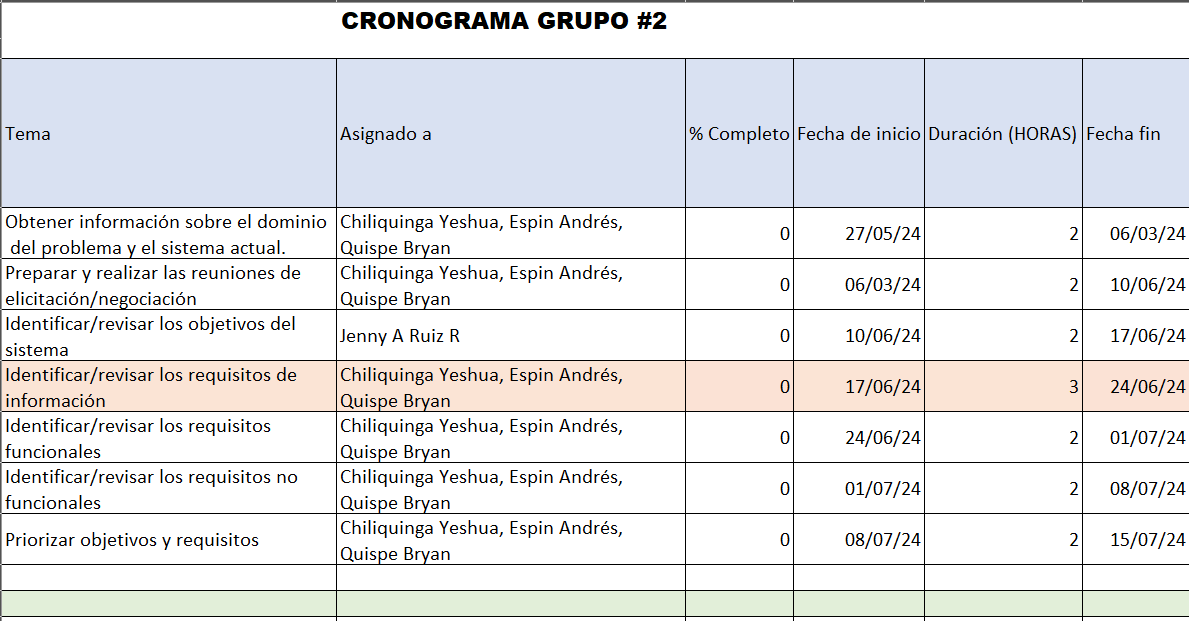 CRONOGRAMA GRUPO #2
Tema Asignado a % Completo Fecha de inicio Duración (HORAS) Fecha fin
Obtener información sobre el dominio
del problema y el sistema actual.
Chiliquinga Yeshua, Espin Andrés,
Quispe Bryan
0 27/05/24 2 06/03/24
Preparar y realizar las reuniones de
elicitación/negociación
Chiliquinga Yeshua, Espin Andrés,
Quispe Bryan
0 06/03/24 2 10/06/24
Identificar/revisar los objetivos del
sistema
Jenny A Ruiz R
0 10/06/24 2 17/06/24
Identificar/revisar los requisitos de
información
Chiliquinga Yeshua, Espin Andrés,
Quispe Bryan
0 17/06/24 3 24/06/24
Identificar/revisar los requisitos
funcionales
Chiliquinga Yeshua, Espin Andrés,
Quispe Bryan
0 24/06/24 2 01/07/24
Identificar/revisar los requisitos no
funcionales
Chiliquinga Yeshua, Espin Andrés,
Quispe Bryan
0 01/07/24 2 08/07/24
Priorizar objetivos y requisitos
Chiliquinga Yeshua, Espin Andrés,
Quispe Bryan
0 08/07/24 2 15/07/24